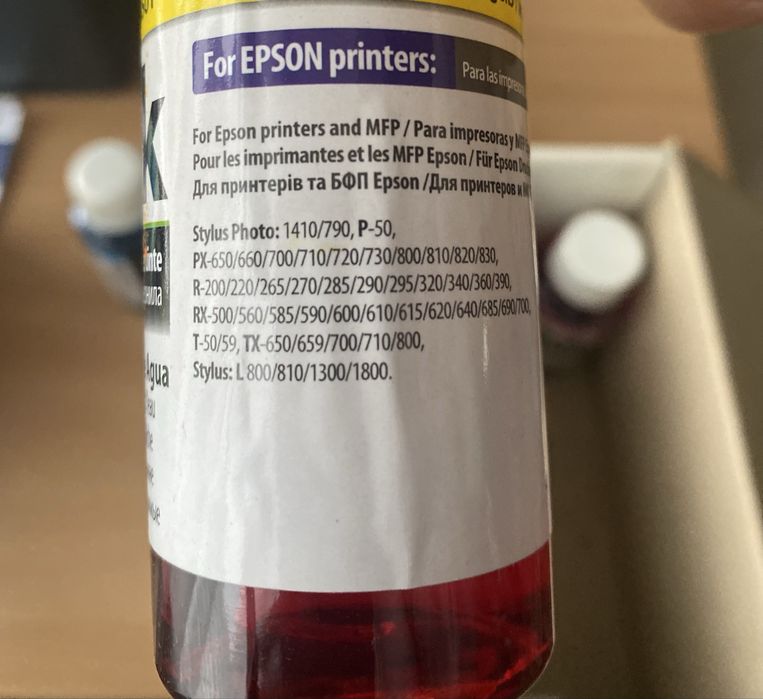 For EPSON printers:
Para las
For Epson printers and MFP / Para impresoras y
Pour les imprimantes et les MFP Epson / Für Epson
Для принтерів та БФП Epson /Для принтеров и
Stylus Photo: 1410/790, P-50,
PX-650/660/700/710/720/730/800/810/820/830,
R-200/220/265/270/285/290/295/320/340/360/390,
RX-500/560/585/590/600/610/615/620/640/685/690/700,
T-50/59, TX-650/659/700/710/800,
Stylus: L 800/810/1300/1800.
Agua